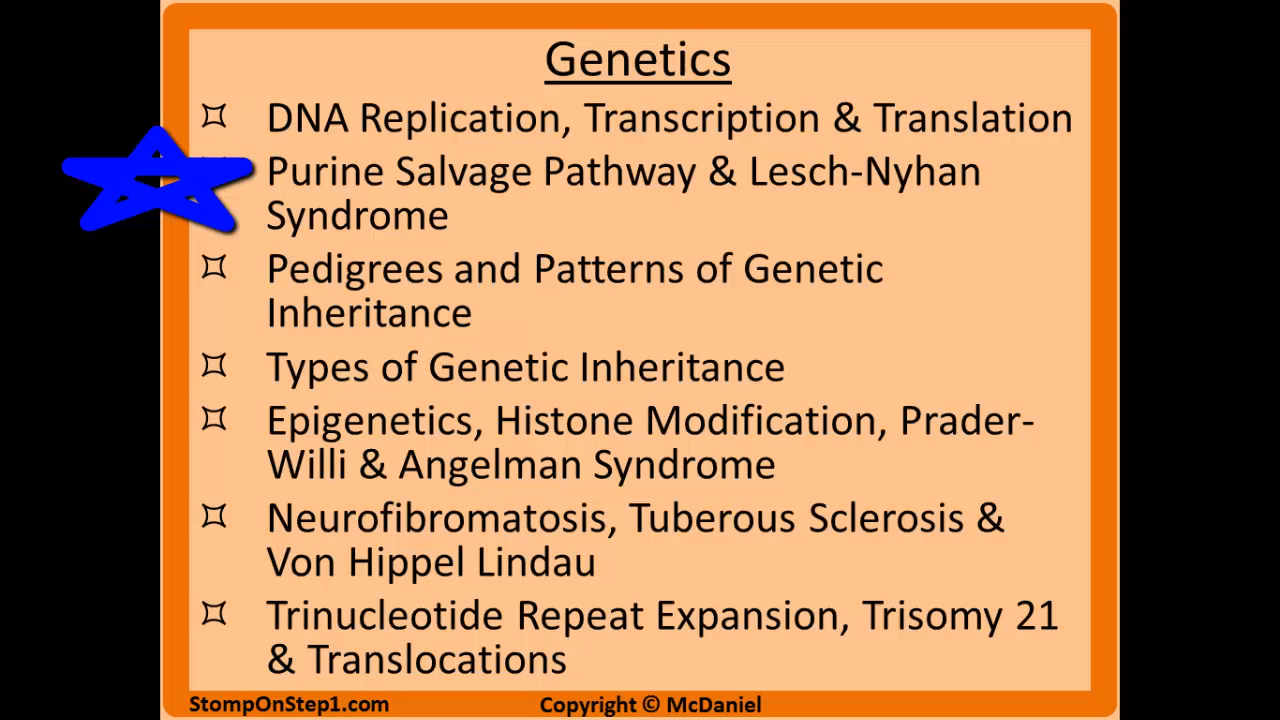 Genetics
DNA Replication, Transcription & Translation
Purine Salvage Pathway & Lesch-Nyhan
Syndrome
Pedigrees and Patterns of Genetic
Inheritance
Types of Genetic Inheritance
Epigenetics, Histone Modification, Prader-
Willi & Angelman Syndrome
Neurofibromatosis, Tuberous Sclerosis &
Von Hippel Lindau
Trinucleotide Repeat Expansion, Trisomy 21
& Translocations
StompOnStep1.com
Copyright © McDaniel